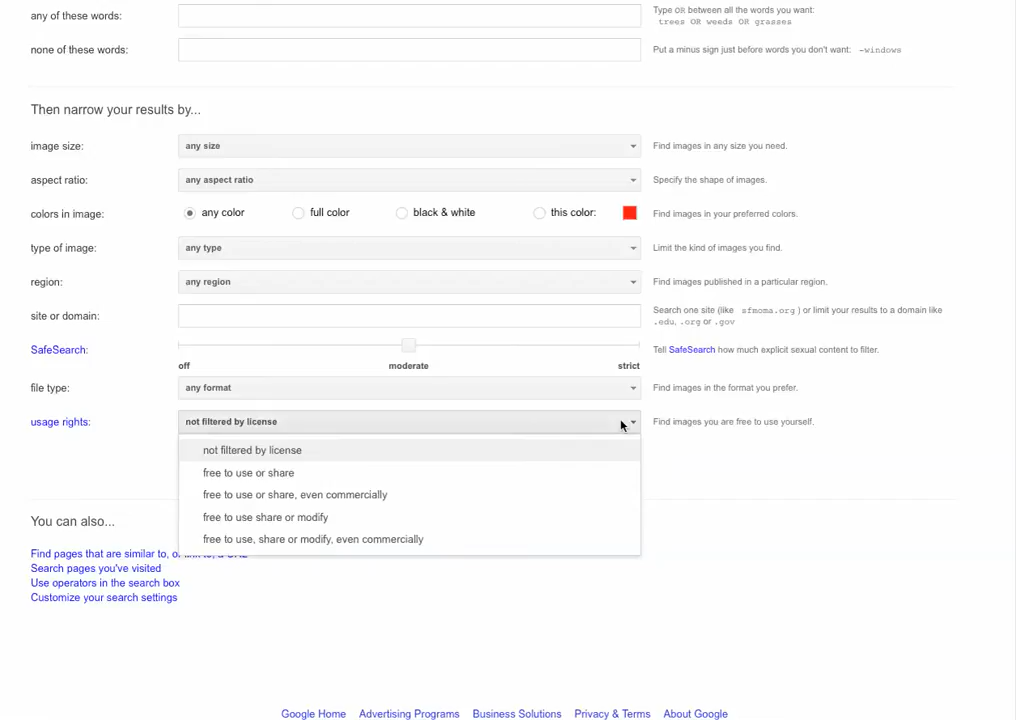 any of these words:
Type OR between all the words you want:
trees OR weeds OR grasses
none of these words:
Put a minus sign just before words you don't want: -windows
Then narrow your results by...
image size:
any size
Find images in any size you need.
aspect ratio:
any aspect ratio
Specify the shape of images.
colors in image:
any color
full color
black & white
this color:
Find images in your preferred colors.
type of image:
any type
Limit the kind of images you find.
region:
any region
Find images published in a particular region.
site or domain:
Search one site (like sfmoma.org ) or limit your results to a domain like
.edu, .org or .gov
SafeSearch:
Tell SafeSearch how much explicit sexual content to filter.
off
moderate
strict
file type:
any format
Find images in the format you prefer.
usage rights:
not filtered by license
Find images you are free to use yourself.
not filtered by license
free to use or share
free to use or share, even commercially
free to use share or modify
free to use, share or modify, even commercially
You can also...
Find pages that are similar to,
Search pages you've visited
Use operators in the search box
Customize your search settings
Google Home Advertising Programs Business Solutions Privacy & Terms About Google